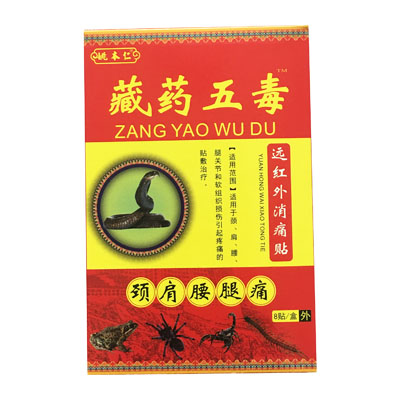 姚本仁
TM
藏药五毒
ZANG YAO WU DU
远红外消痛贴
YUAN HONG WAI XIAO TONG TIE
【适用范围】适用于颈、肩、腰、
腿关节和软组织损伤引起疼痛的
贴敷治疗。
颈肩腰腿痛
8贴/盒 外